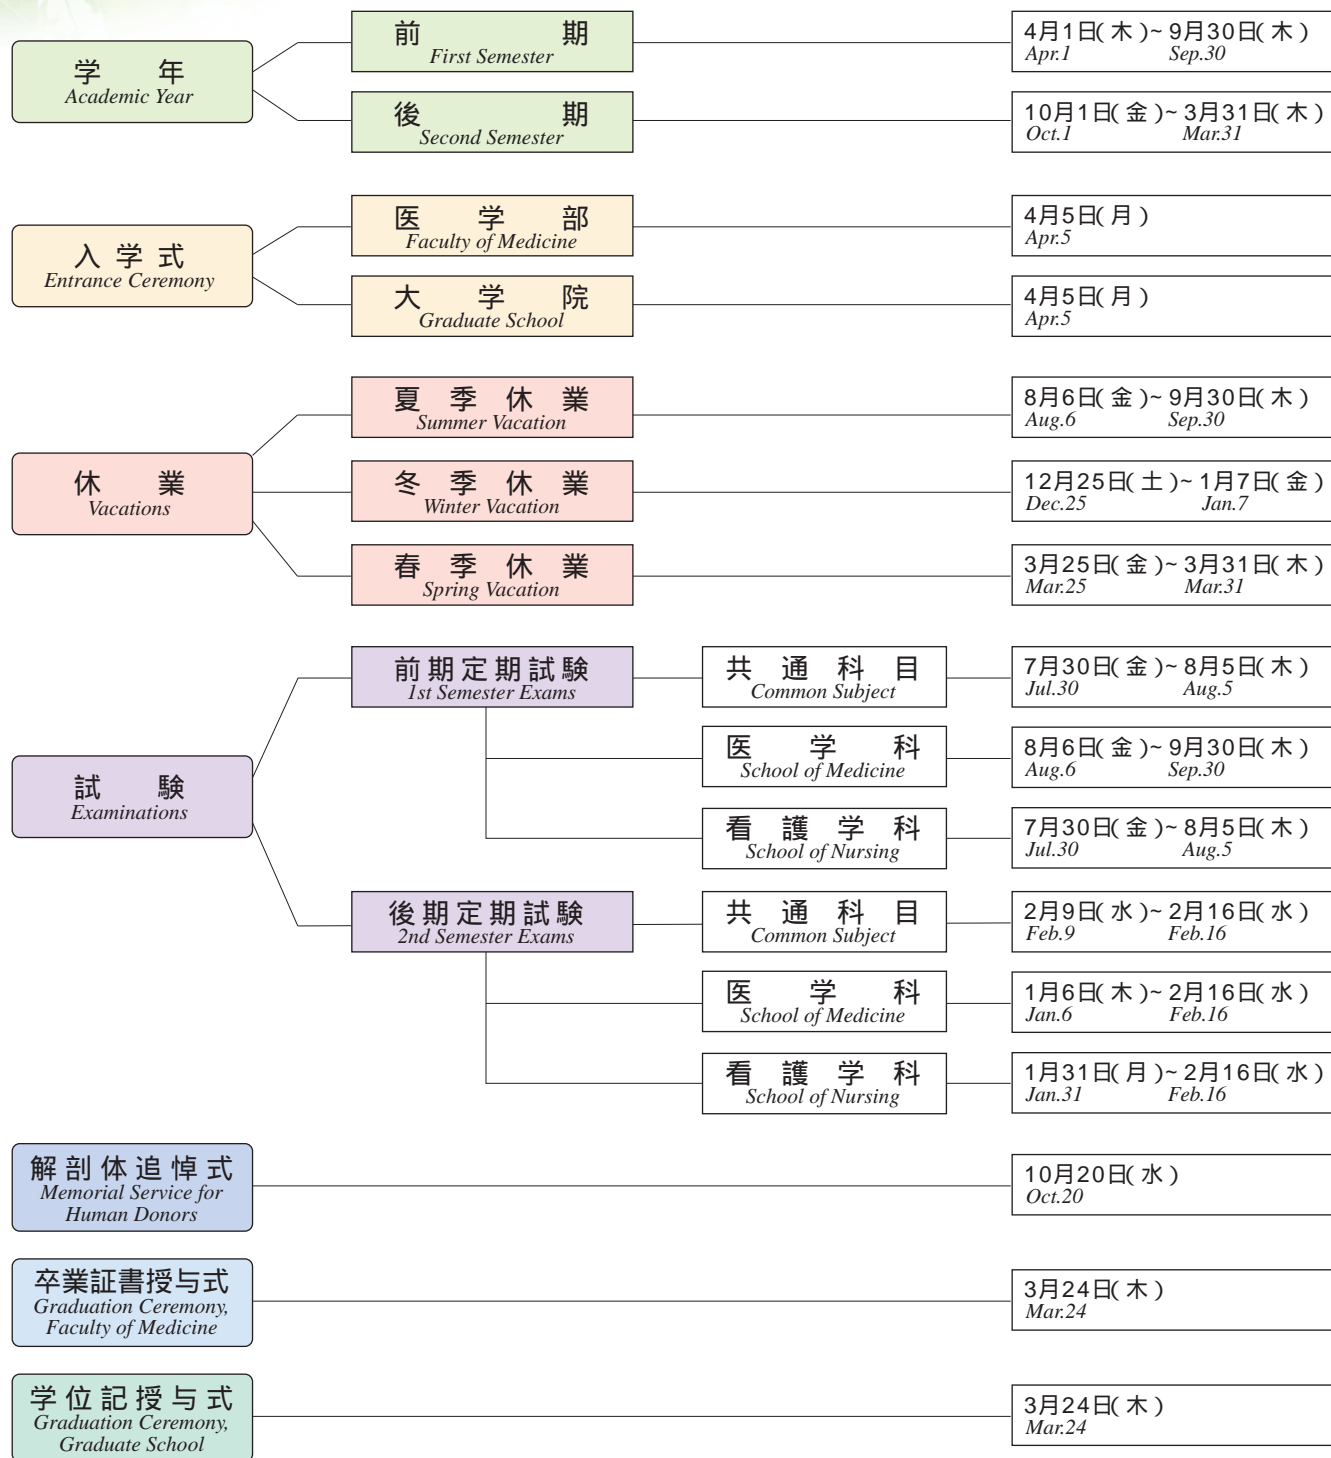 学年
Academic Year
前期
First Semester
4月1日(木)~9月30日(木)
Apr.1 Sep.30
後期
Second Semester
10月1日(金)~3月31日(木)
Oct.1 Mar.31
入学式
Entrance Ceremony
医学部
Faculty of Medicine
4月5日(月)
Apr.5
大学院
Graduate School
4月5日(月)
Apr.5
休業
Vacations
夏季休業
Summer Vacation
8月6日(金)~9月30日(木)
Aug.6 Sep.30
冬季休業
Winter Vacation
12月25日(土)~1月7日(金)
Dec.25 Jan.7
春季休業
Spring Vacation
3月25日(金)~3月31日(木)
Mar.25 Mar.31
試験
Examinations
前期定期試験
1st Semester Exams
共通科目
Common Subject
7月30日(金)~8月5日(木)
Jul.30 Aug.5
医学科
School of Medicine
8月6日(金)~9月30日(木)
Aug.6 Sep.30
看護学科
School of Nursing
7月30日(金)~8月5日(木)
Jul.30 Aug.5
後期定期試験
2nd Semester Exams
共通科目
Common Subject
2月9日(水)~2月16日(水)
Feb.9 Feb.16
医学科
School of Medicine
1月6日(木)~2月16日(水)
Jan.6 Feb.16
看護学科
School of Nursing
1月31日(月)~2月16日(水)
Jan.31 Feb.16
解剖体追悼式
Memorial Service for
Human Donors
10月20日(水)
Oct.20
卒業証書授与式
Graduation Ceremony,
Faculty of Medicine
3月24日(木)
Mar.24
学位記授与式
Graduation Ceremony,
Graduate School
3月24日(木)
Mar.24